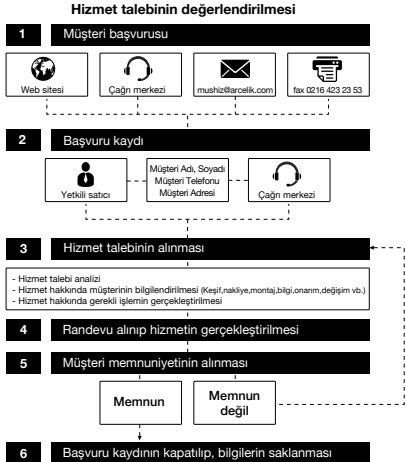 Hizmet talebinin değerlendirilmesi
1 Müşteri başvurusu
Web sitesi
Çağrı merkezi
mushiz@arcelik.com
fax 0216 423 23 53
2 Başvuru kaydı
Yetkili satıcı
Müşteri Adı, Soyadı
Müşteri Telefonu
Müşteri Adresi
Çağrı merkezi
3 Hizmet talebinin alınması
- Hizmet talebi analizi
- Hizmet hakkında müşterinin bilgilendirilmesi (Keşif,nakliye,montaj,bilgi,onarım,değişim vb.)
- Hizmet hakkında gerekli işlemin gerçekleştirilmesi
4 Randevu alınıp hizmetin gerçekleştirilmesi
5 Müşteri memnuniyetinin alınması
Memnun
Memnun
değil
6 Başvuru kaydının kapatılıp, bilgilerin saklanması